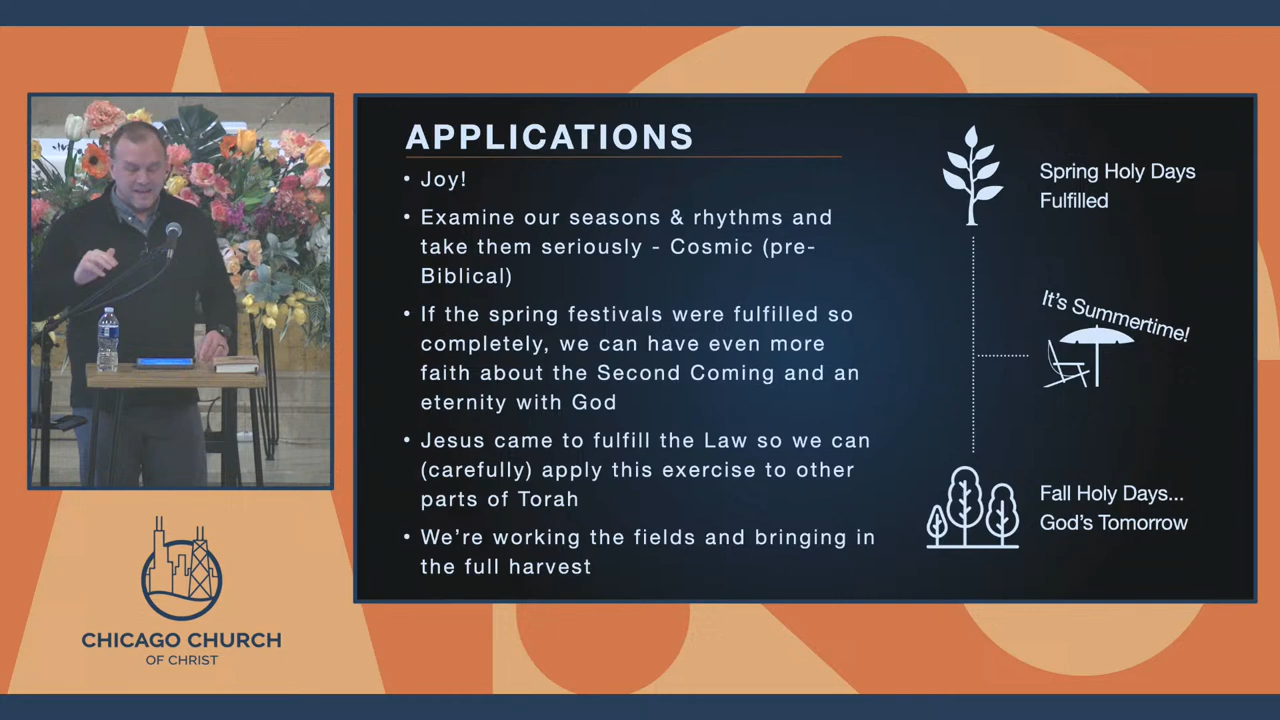 APPLICATIONS
• Joy!
• Examine our seasons & rhythms and
take them seriously - Cosmic (pre-
Biblical)
• If the spring festivals were fulfilled so
completely, we can have even more
faith about the Second Coming and an
eternity with God
• Jesus came to fulfill the Law so we can
(carefully) apply this exercise to other
parts of Torah
• We’re working the fields and bringing in
the full harvest
Spring Holy Days
Fulfilled
It’s Summertime!
Fall Holy Days...
God’s Tomorrow
CHICAGO CHURCH
OF CHRIST